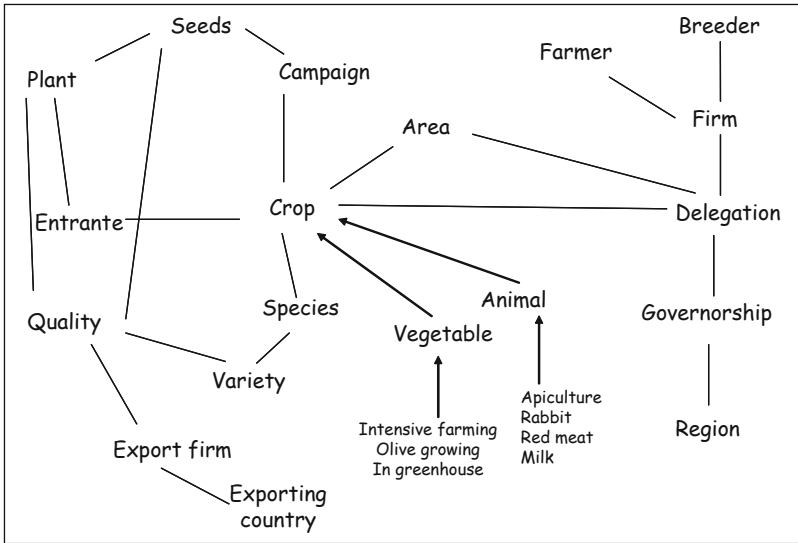 Seeds
Breeder
Farmer
Plant
Campaign
Firm
Area
Crop
Delegation
Entrante
Animal
Species
Governorship
Quality
Vegetable
Variety
Apiculture
Rabbit
Red meat
Milk
Intensive farming
Olive growing
In greenhouse
Region
Export firm
Exporting
country